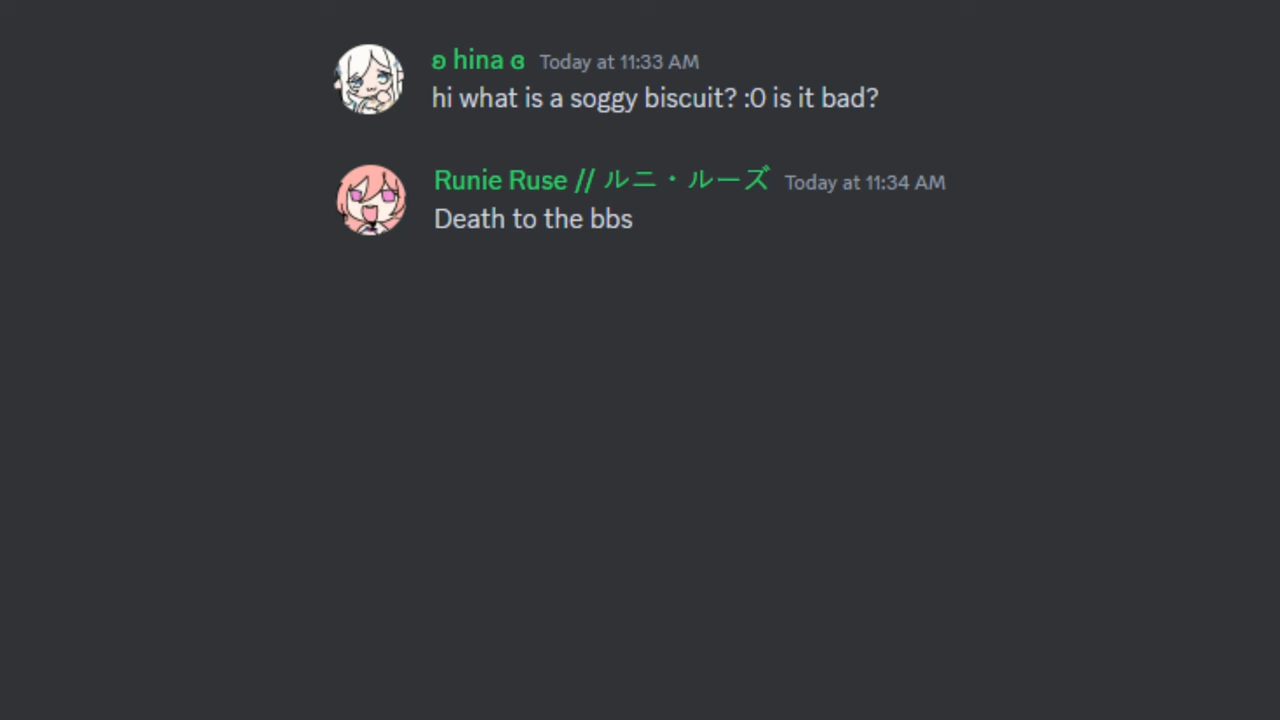 ʚ hina ɞ Today at 11:33 AM
hi what is a soggy biscuit? :0 is it bad?
Runie Ruse // ルニ・ルーズ Today at 11:34 AM
Death to the bbs